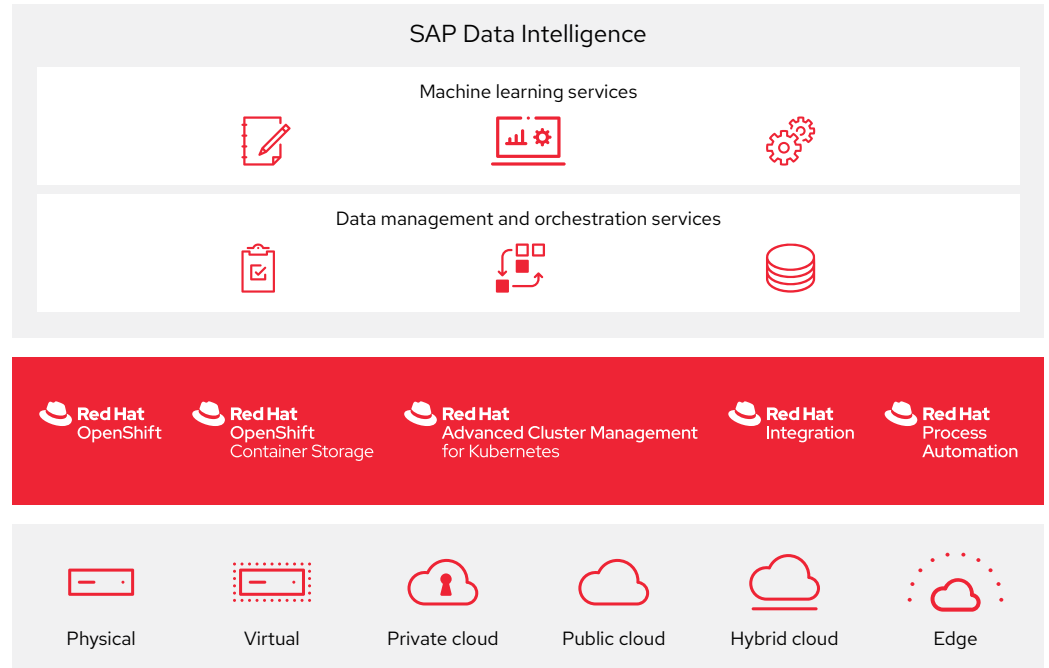 SAP Data Intelligence
Machine learning services
Data management and orchestration services
Red Hat
OpenShift
Red Hat
OpenShift
Container Storage
Red Hat
Advanced Cluster Management
for Kubernetes
Red Hat
Integration
Red Hat
Process
Automation
Physical
Virtual
Private cloud
Public cloud
Hybrid cloud
Edge